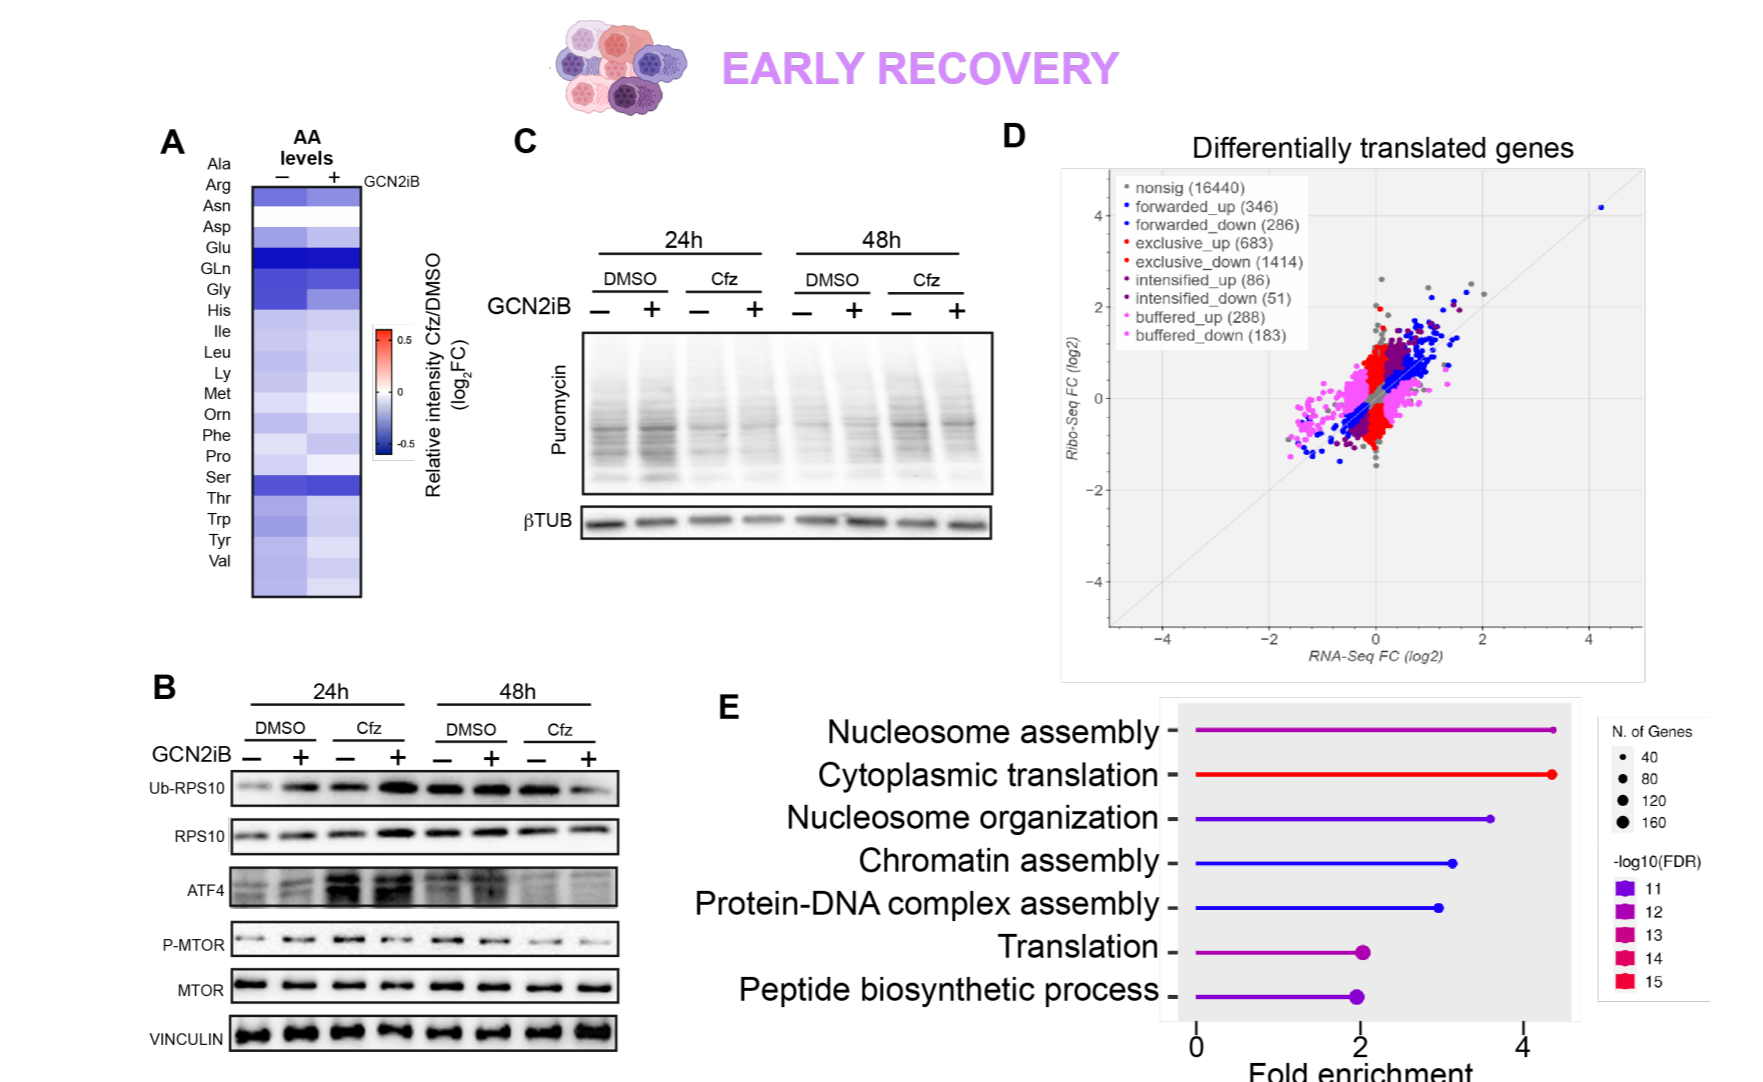 EARLY RECOVERY
A
AA
levels
– +
GCN2iB
Ala
Arg
Asn
Asp
Glu
GLn
Gly
His
Ile
Leu
Ly
Met
Orn
Phe
Pro
Ser
Thr
Trp
Tyr
Val
0.5
0
-0.5
Relative intensity Cfz/DMSO
(log2FC)
C
24h 48h
DMSO Cfz DMSO Cfz
GCN2iB – + – + – + – +
Puromycin
βTUB
D
Differentially translated genes
nonsig (16440)
forwarded_up (346)
forwarded_down (286)
exclusive_up (683)
exclusive_down (1414)
intensified_up (86)
intensified_down (51)
buffered_up (288)
buffered_down (183)
4
2
0
−2
−4
Ribo-Seq FC (log2)
−4 −2 0 2 4
RNA-Seq FC (log2)
B
24h 48h
DMSO Cfz DMSO Cfz
GCN2iB – + – + – + – +
Ub-RPS10
RPS10
ATF4
P-MTOR
MTOR
VINCULIN
E
Nucleosome assembly
Cytoplasmic translation
Nucleosome organization
Chromatin assembly
Protein-DNA complex assembly
Translation
Peptide biosynthetic process
0 2 4
Fold enrichment
N. of Genes
40
80
120
160
-log10(FDR)
11
12
13
14
15